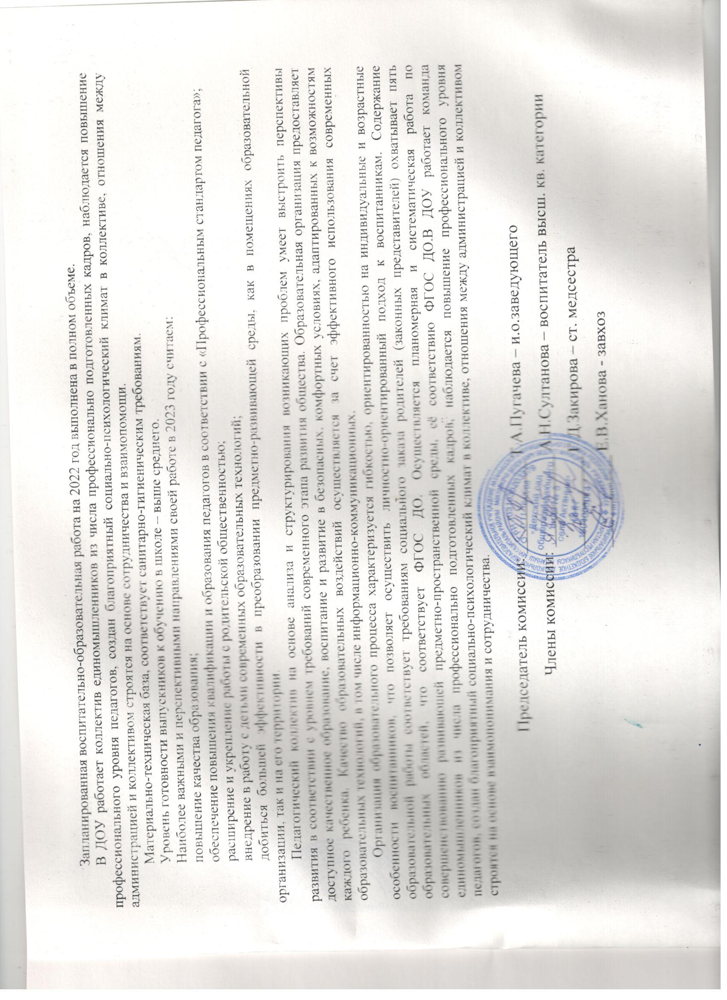 Запланированная воспитательно-образовательная работа на 2022 год выполнена в полном объеме.
В ДОУ работает коллектив единомышленников из числа профессионально подготовленных кадров, наблюдается повышение
профессионального уровня педагогов, создан благоприятный социально-психологический климат в коллективе, отношения между
администрацией и коллективом строятся на основе сотрудничества и взаимопомощи.
Материально-техническая база, соответствует санитарно-гигиеническим требованиям.
Уровень готовности выпускников к обучению в школе – выше среднего.
Наиболее важными и перспективными направлениями своей работе в 2023 году считаем:
повышение качества образования;
обеспечение повышения квалификации и образования педагогов в соответствии с «Профессиональным стандартом педагога»;
расширение и укрепление работы с родительской общественностью;
внедрение в работу с детьми современных образовательных технологий;
добиться большей эффективности в преобразовании предметно-развивающей среды, как в помещениях образовательной
организации, так и на его территории.
Педагогический коллектив на основе анализа и структурирования возникающих проблем умеет выстроить перспективы
развития в соответствии с уровнем требований современного этапа развития общества. Образовательная организация предоставляет
доступное качественное образование, воспитание и развитие в безопасных, комфортных условиях, адаптированных к возможностям
каждого ребенка. Качество образовательных воздействий осуществляется за счет эффективного использования современных
образовательных технологий, в том числе информационно-коммуникационных.
Организация образовательного процесса характеризуется гибкостью, ориентированностью на индивидуальные и возрастные
особенности воспитанников, что позволяет осуществить личностно-ориентированный подход к воспитанникам. Содержание
образовательной работы соответствует требованиям социального заказа родителей (законных представителей) охватывает пять
образовательных областей, что соответствует ФГОС ДО. Осуществляется планомерная и систематическая работа по
совершенствованию развивающей предметно-пространственной среды, её соответствию ФГОС ДО.В ДОУ работает команда
единомышленников из числа профессионально подготовленных кадров, наблюдается повышение профессионального уровня
педагогов, создан благоприятный социально-психологический климат в коллективе, отношения между администрацией и коллективом
строятся на основе взаимопонимания и сотрудничества.
Председатель комиссии: Г.А.Пугачева – и.о.заведующего
Члены комиссии: А.Н.Султанова – воспитатель высш. кв. категории
Г.Д.Закирова – ст. медсестра
Е.В.Ханова - завхоз
"Детский сад
общеразвивающего
вида № 3
села Актаныш"